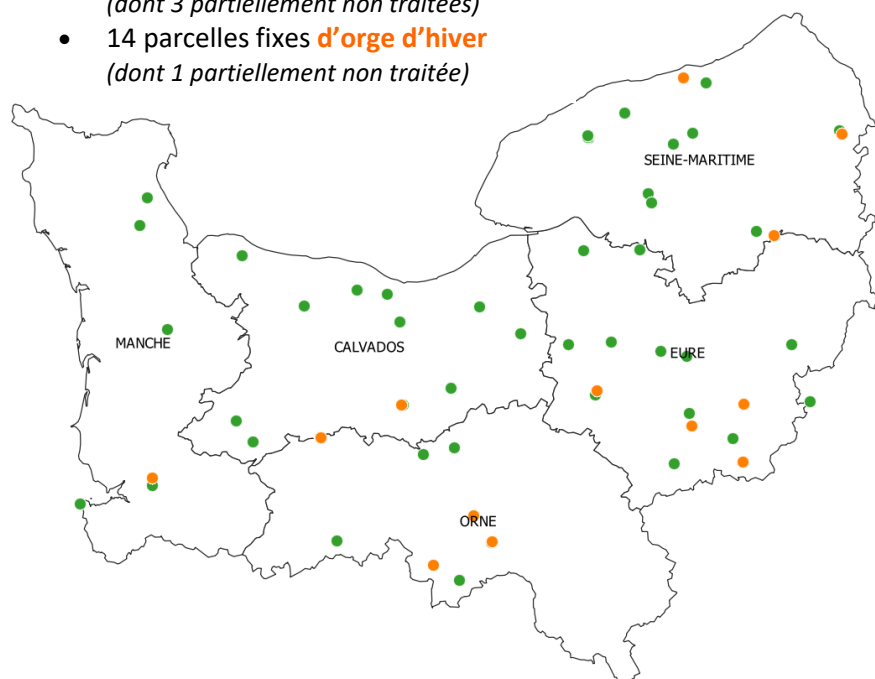 (dont 3 partiellement non traitées)
• 14 parcelles fixes d'orge d'hiver
(dont 1 partiellement non traitée)
SEINE-MARITIME
MANCHE
CALVADOS
EURE
ORNE